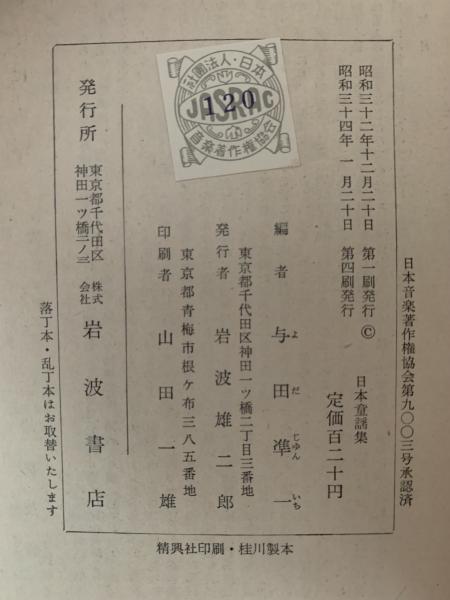 日本音楽著作権協会第九〇〇三号承認済
昭和三十二年十二月二十日　第一刷発行 ©
昭和三十四年　一月二十日　第四刷発行
日本童謡集
定価百二十円
編者　与田凖一
よだじゅんいち
東京都千代田区神田一ツ橋二丁目三番地
発行者　岩波雄二郎
東京都青梅市根ケ布三八五番地
印刷者　山田一雄
社團法人・日本
JASRAC
120
音楽著作権協会
発行所　東京都千代田区
神田一ツ橋二ノ三　株式会社　岩波書店
落丁本・乱丁本はお取替いたします
精興社印刷・桂川製本